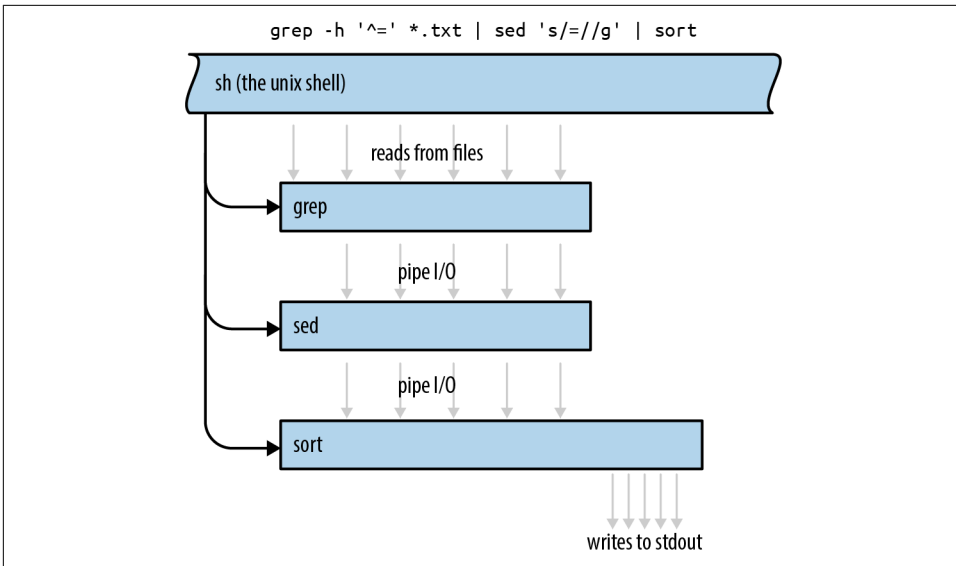 grep -h '^=' *.txt | sed 's/=//g' | sort
sh (the unix shell)
reads from files
grep
pipe I/O
sed
pipe I/O
sort
writes to stdout